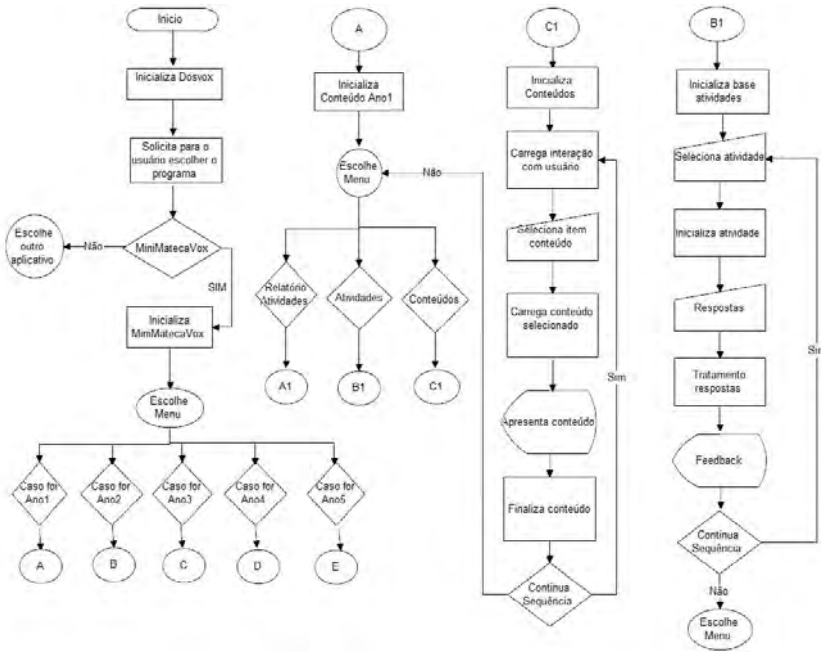 Inicio
Inicializa Dosvox
Solicita para o
usuário escolher o
programa
MiniMatecaVox
Não
Escolhe
outro
aplicativo
SIM
Inicializa
MimMatecaVox
Escolhe
Menu
Caso for
Ano1
Caso for
Ano2
Caso for
Ano3
Caso for
Ano4
Caso for
Ano5
A
B
C
D
E
A
Inicializa
Conteúdo Ano1
Escolhe
Menu
Não
Relatório
Atividades
Atividades
Conteúdos
A1
B1
C1
C1
Inicializa
Conteúdos
Carrega interação
com usuário
Seleciona item
conteúdo
Carrega conteúdo
selecionado
Apresenta conteúdo
Finaliza conteúdo
Continua
Sequência
Sim
B1
Inicializa base
atividades
Seleciona atividade
Inicializa atividade
Respostas
Tratamento
respostas
Feedback
Continua
Sequência
Sim
Não
Escolhe
Menu